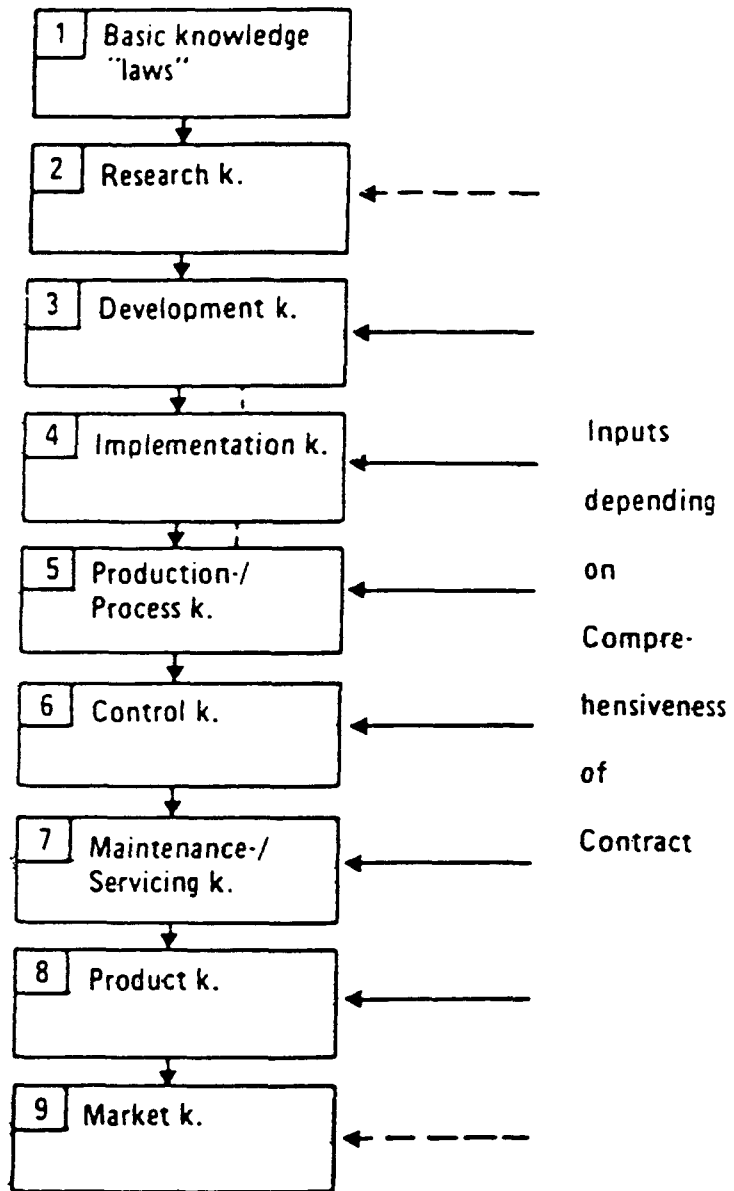 1 Basic knowledge
"laws"
2 Research k.
3 Development k.
4 Implementation k.
5 Production-/
Process k.
6 Control k.
7 Maintenance-/
Servicing k.
8 Product k.
9 Market k.
Inputs
depending
on
Compre-
hensiveness
of
Contract